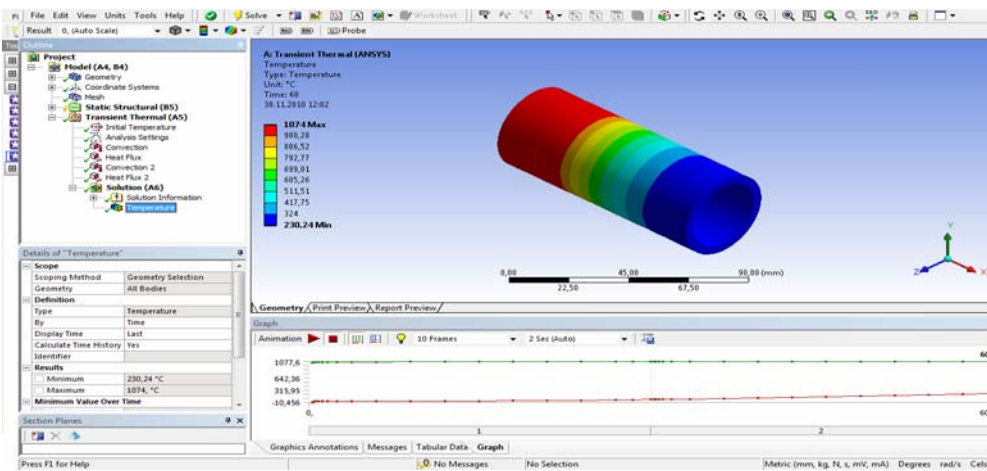 File Edit View Units Tools Help Solve Worksheet
Result 0, (Auto Scale) Probe
Outline
Project
Model (A4, B4)
Geometry
Coordinate Systems
Mesh
Static Structural (B5)
Transient Thermal (A5)
Initial Temperature
Analysis Settings
Convection
Heat Flux
Convection 2
Heat Flux 2
Solution (A6)
Solution Information
Temperature
Details of "Temperature"
Scope
Scoping Method Geometry Selection
Geometry All Bodies
Definition
Type Temperature
By Time
Display Time Last
Calculate Time History Yes
Identifier
Results
Minimum 230,24 °C
Maximum 1074, °C
Minimum Value Over Time
Section Planes
Press F1 for Help
A: Transient Thermal (ANSYS)
Temperature
Type: Temperature
Unit: °C
Time: 60
30.11.2010 12:02
1074 Max
980,28
886,52
792,77
699,01
605,26
511,51
417,75
324
230,24 Min
0,00 45,00 90,00 (mm)
22,50 67,50
Y
Z X
Geometry Print Preview Report Preview
Graph
Animation 10 Frames 2 Sec (Auto)
1077,6
642,36
315,95
-10,456
0,
60
60
1 2
Graphics Annotations Messages Tabular Data Graph
No Messages No Selection Metric (mm, kg, N, s, mV, mA) Degrees rad/s Cels